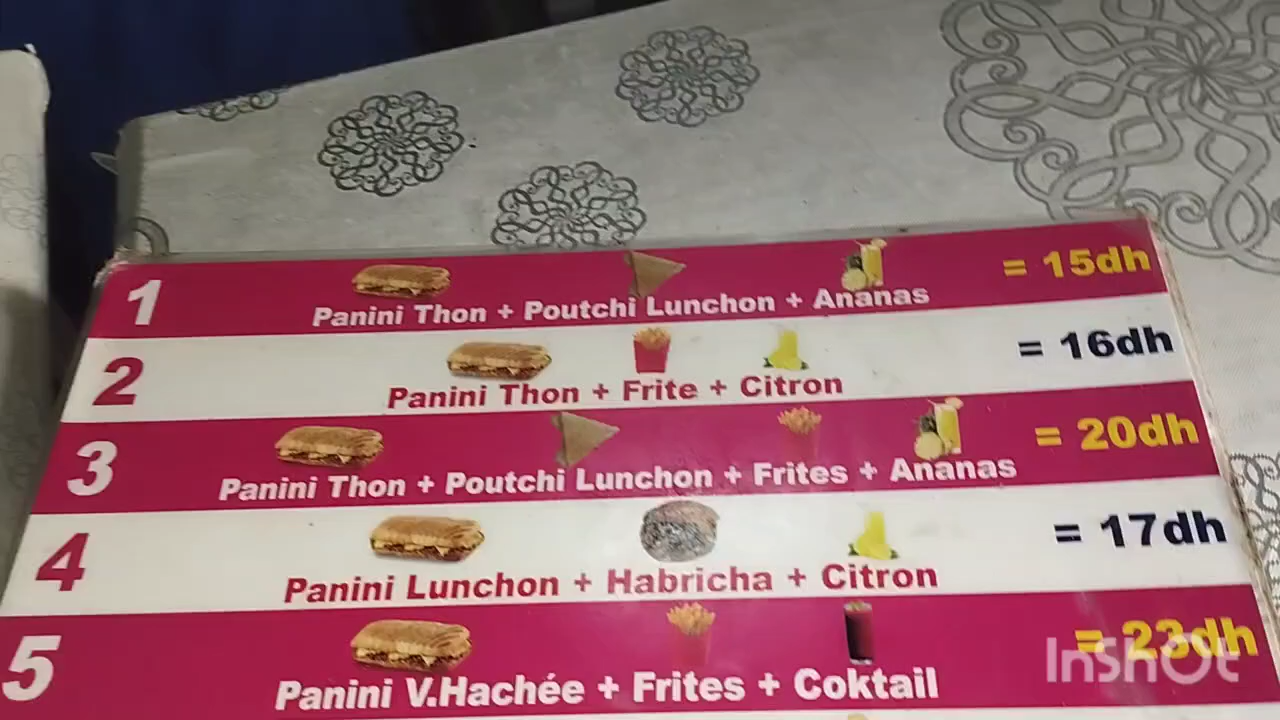 1 Panini Thon + Poutchi Lunchon + Ananas = 15dh
2 Panini Thon + Frite + Citron = 16dh
3 Panini Thon + Poutchi Lunchon + Frites + Ananas = 20dh
4 Panini Lunchon + Habricha + Citron = 17dh
5 Panini V.Hachée + Frites + Coktail = 23dh
InShOt